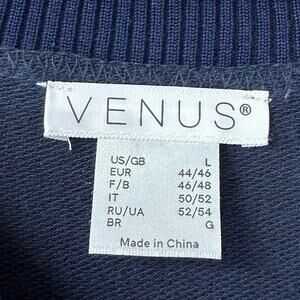 VENUS®
US/GB L
EUR 44/46
F/B 46/48
IT 50/52
RU/UA 52/54
BR G
Made in China